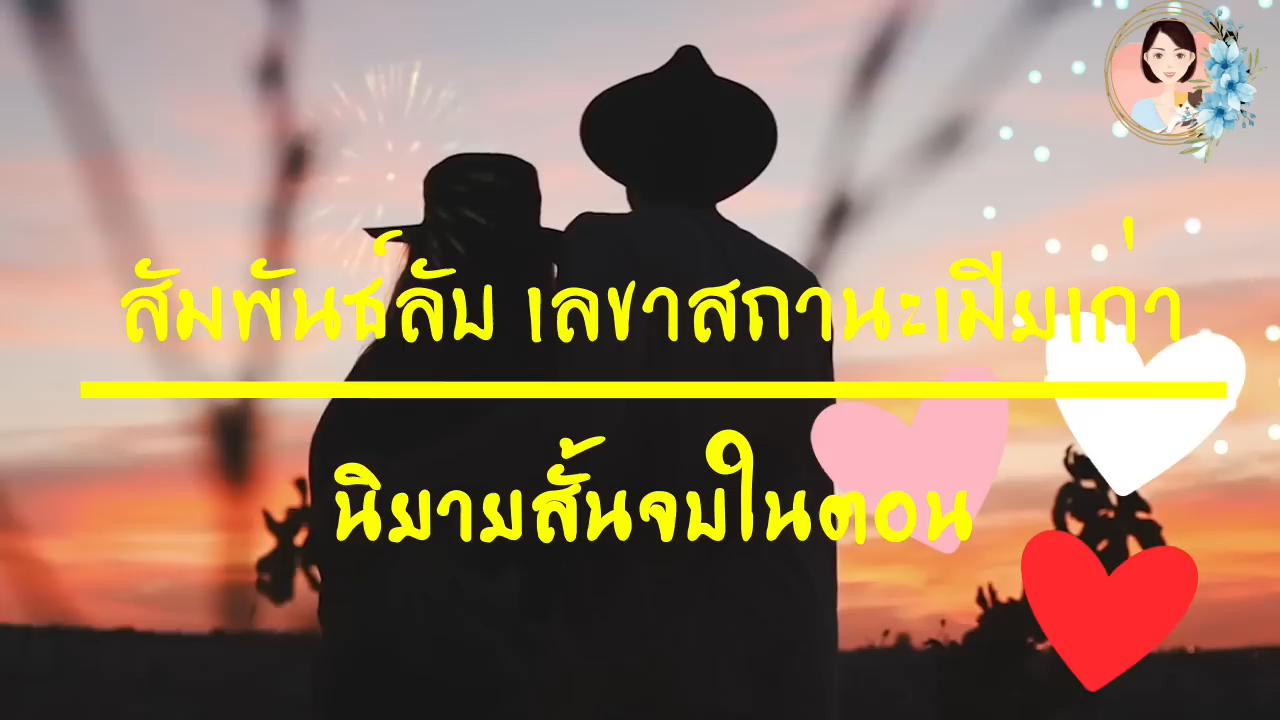 สัมพันธ์ลับ เลขาสถานะเมียเก่า
นิยายสั้นจบในตอน